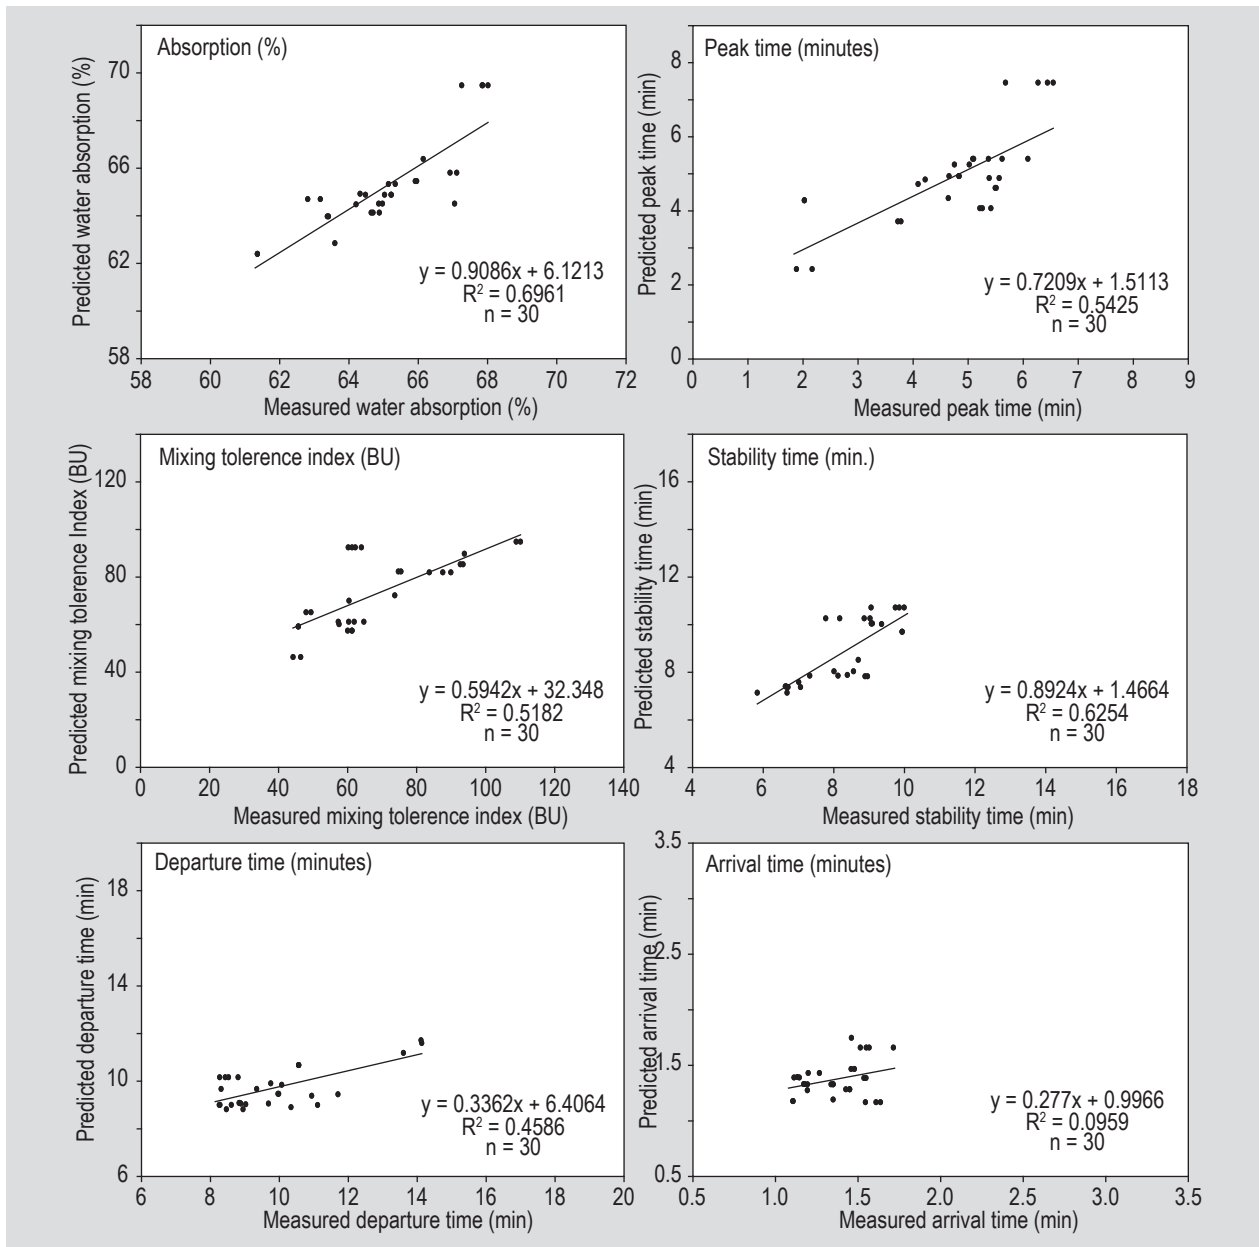 Absorption (%)
Predicted water absorption (%)
70
66
62
58
y = 0.9086x + 6.1213
R² = 0.6961
n = 30
58 60 62 64 66 68 70 72
Measured water absorption (%)
Peak time (minutes)
Predicted peak time (min)
8
6
4
2
0
y = 0.7209x + 1.5113
R² = 0.5425
n = 30
0 1 2 3 4 5 6 7 8 9
Measured peak time (min)
Mixing tolerence index (BU)
Predicted mixing tolerence Index (BU)
120
80
40
0
y = 0.5942x + 32.348
R² = 0.5182
n = 30
0 20 40 60 80 100 120 140
Measured mixing tolerence index (BU)
Stability time (min.)
Predicted stability time (min)
16
12
8
4
y = 0.8924x + 1.4664
R² = 0.6254
n = 30
4 6 8 10 12 14 16 18
Measured stability time (min)
Departure time (minutes)
Predicted departure time (min)
18
14
10
6
y = 0.3362x + 6.4064
R² = 0.4586
n = 30
6 8 10 12 14 16 18 20
Measured departure time (min)
Arrival time (minutes)
Predicted arrival time (min)
3.5
2.5
1.5
0.5
y = 0.277x + 0.9966
R² = 0.0959
n = 30
0.5 1.0 1.5 2.0 2.5 3.0 3.5
Measured arrival time (min)